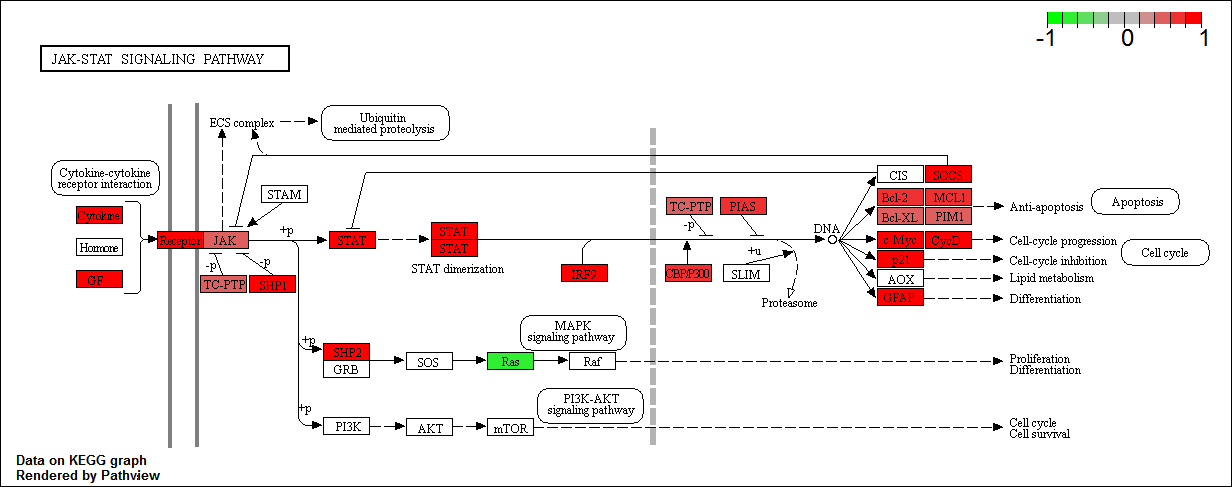 -1 0 1
JAK-STAT SIGNALING PATHWAY
ECS complex
Ubiquitin
mediated proteolysis
Cytokine-cytokine
receptor interaction
STAM
CIS
SOCS
Bcl-2
MCL1
Bcl-XL
PIM1
Anti-apoptosis
Apoptosis
TC-PTP
PIAS
Cytokine
Hormone
GF
Receptor
JAK
+p
STAT
STAT
STAT
STAT dimerization
IRF9
-p
CBP/P300
+u
SLIM
Proteasome
DNA
c-Myc
CycD
Cell-cycle progression
Cell cycle
p21
Cell-cycle inhibition
AOX
Lipid metabolism
GFAP
Differentiation
-p
-p
TC-PTP
SHP1
MAPK
signaling pathway
+p
SHP2
GRB
SOS
Ras
Raf
Proliferation
Differentiation
PI3K-AKT
signaling pathway
+p
PI3K
AKT
mTOR
Cell cycle
Cell survival
Data on KEGG graph
Rendered by Pathview